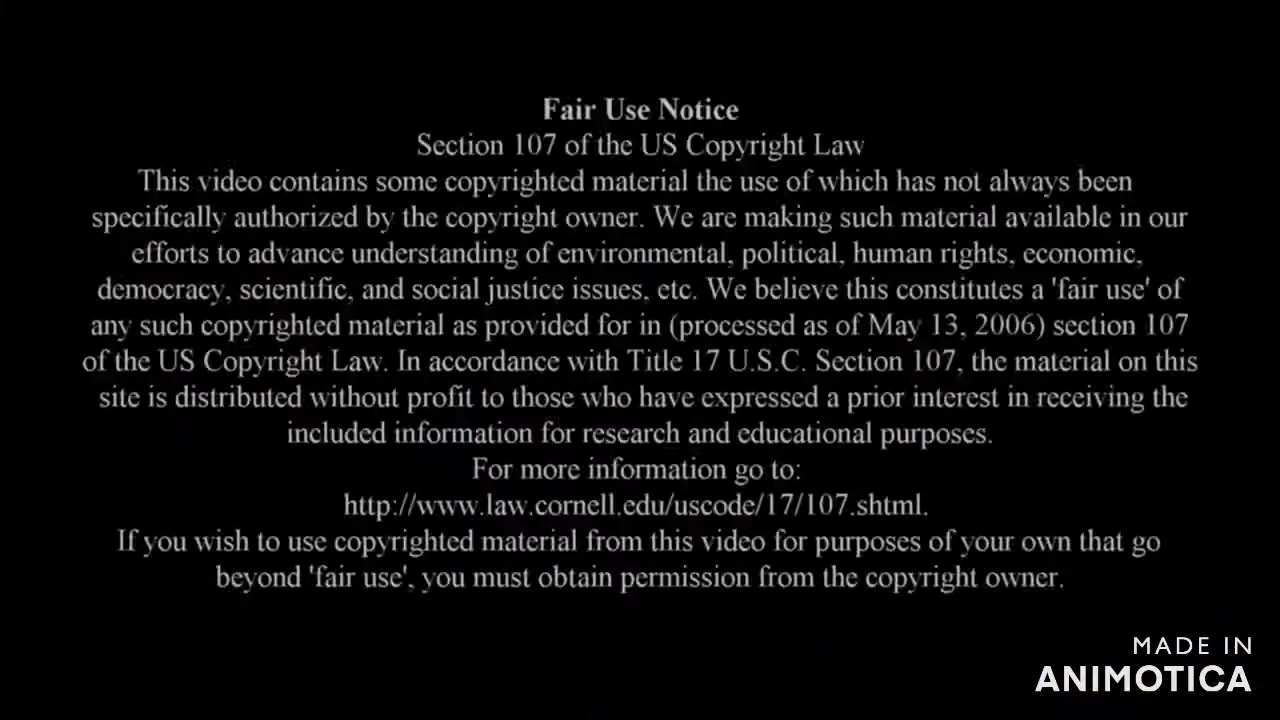 Fair Use Notice
Section 107 of the US Copyright Law
This video contains some copyrighted material the use of which has not always been
specifically authorized by the copyright owner. We are making such material available in our
efforts to advance understanding of environmental, political, human rights, economic,
democracy, scientific, and social justice issues, etc. We believe this constitutes a 'fair use' of
any such copyrighted material as provided for in (processed as of May 13, 2006) section 107
of the US Copyright Law. In accordance with Title 17 U.S.C. Section 107, the material on this
site is distributed without profit to those who have expressed a prior interest in receiving the
included information for research and educational purposes.
For more information go to:
http://www.law.cornell.edu/uscode/17/107.shtml.
If you wish to use copyrighted material from this video for purposes of your own that go
beyond 'fair use', you must obtain permission from the copyright owner.
MADE IN
ANIMOTICA